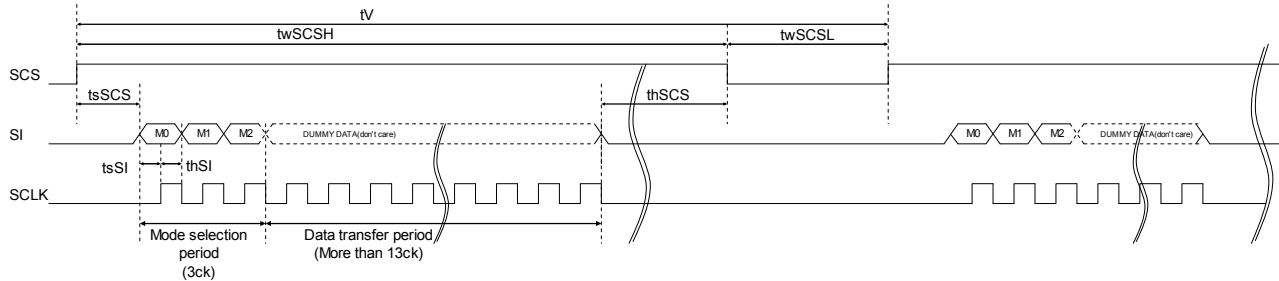 tV
twSCSH
twSCSL
SCS
tsSCS
thSCS
SI
M0
M1
M2
DUMMY DATA(don't care)
M0
M1
M2
DUMMY DATA(don't care)
tsSI
thSI
SCLK
Mode selection
period
(3ck)
Data transfer period
(More than 13ck)